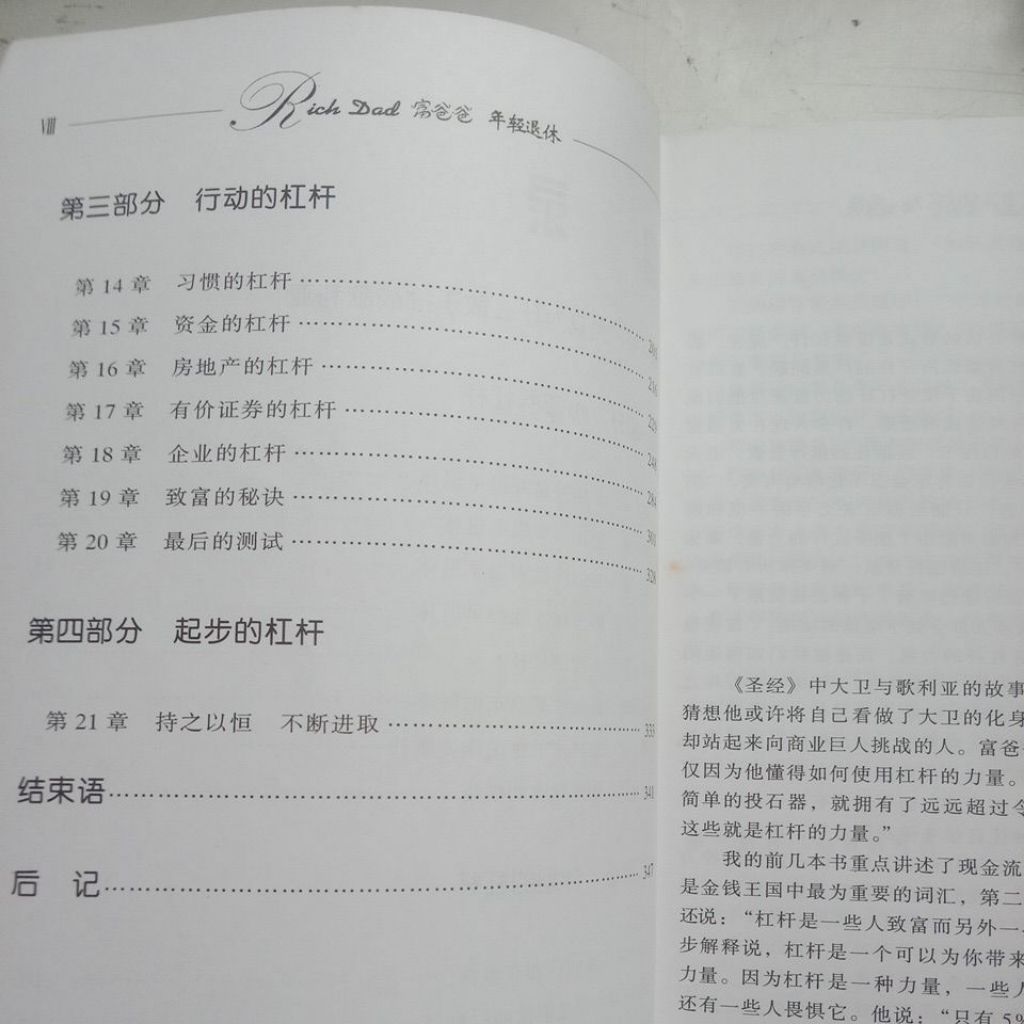 VIII
Rich Dad 富爸爸 年轻退休
第三部分 行动的杠杆
第 14 章 习惯的杠杆
第 15 章 资金的杠杆 216
第 16 章 房地产的杠杆 229
第 17 章 有价证券的杠杆 248
第 18 章 企业的杠杆 284
第 19 章 致富的秘诀 301
第 20 章 最后的测试 328
第四部分 起步的杠杆
第 21 章 持之以恒 不断进取 333
结束语 341
后 记 347
《圣经》中大卫与歌利亚的故事
猜想他或许将自己看做了大卫的化身
却站起来向商业巨人挑战的人。富爸
仅因为他懂得如何使用杠杆的力量。
简单的投石器，就拥有了远远超过
这些就是杠杆的力量。”
我的前几本书重点讲述了现金流
是金钱王国中最为重要的词汇，第二
还说：“杠杆是一些人致富而另外一
步解释说，杠杆是一个可以为你带来
力量。因为杠杆是一种力量，一些人
还有一些人畏惧它。他说：“只有 5%